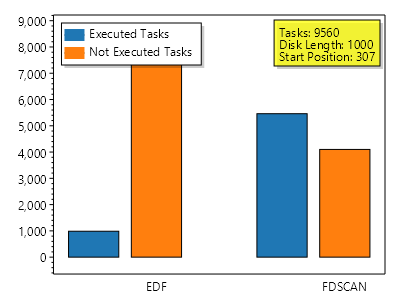 9,000
8,000
7,000
6,000
5,000
4,000
3,000
2,000
1,000
0
Executed Tasks
Not Executed Tasks
Tasks: 9560
Disk Length: 1000
Start Position: 307
EDF
FDSCAN